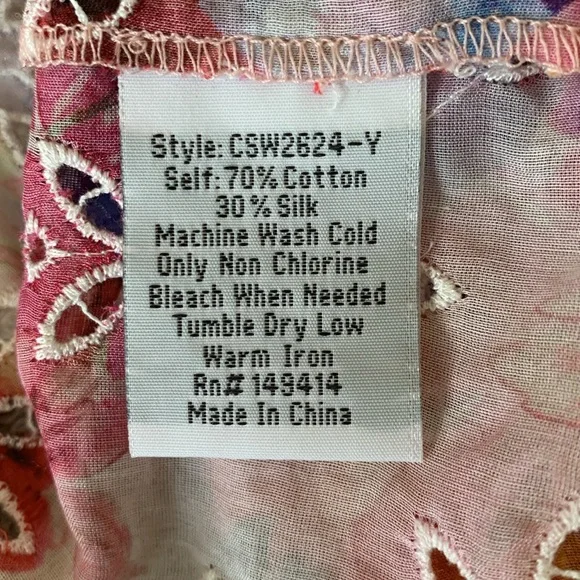 Style: CSW2624-Y
Self: 70% Cotton
30% Silk
Machine Wash Cold
Only Non Chlorine
Bleach When Needed
Tumble Dry Low
Warm Iron
Rn# 149414
Made In China